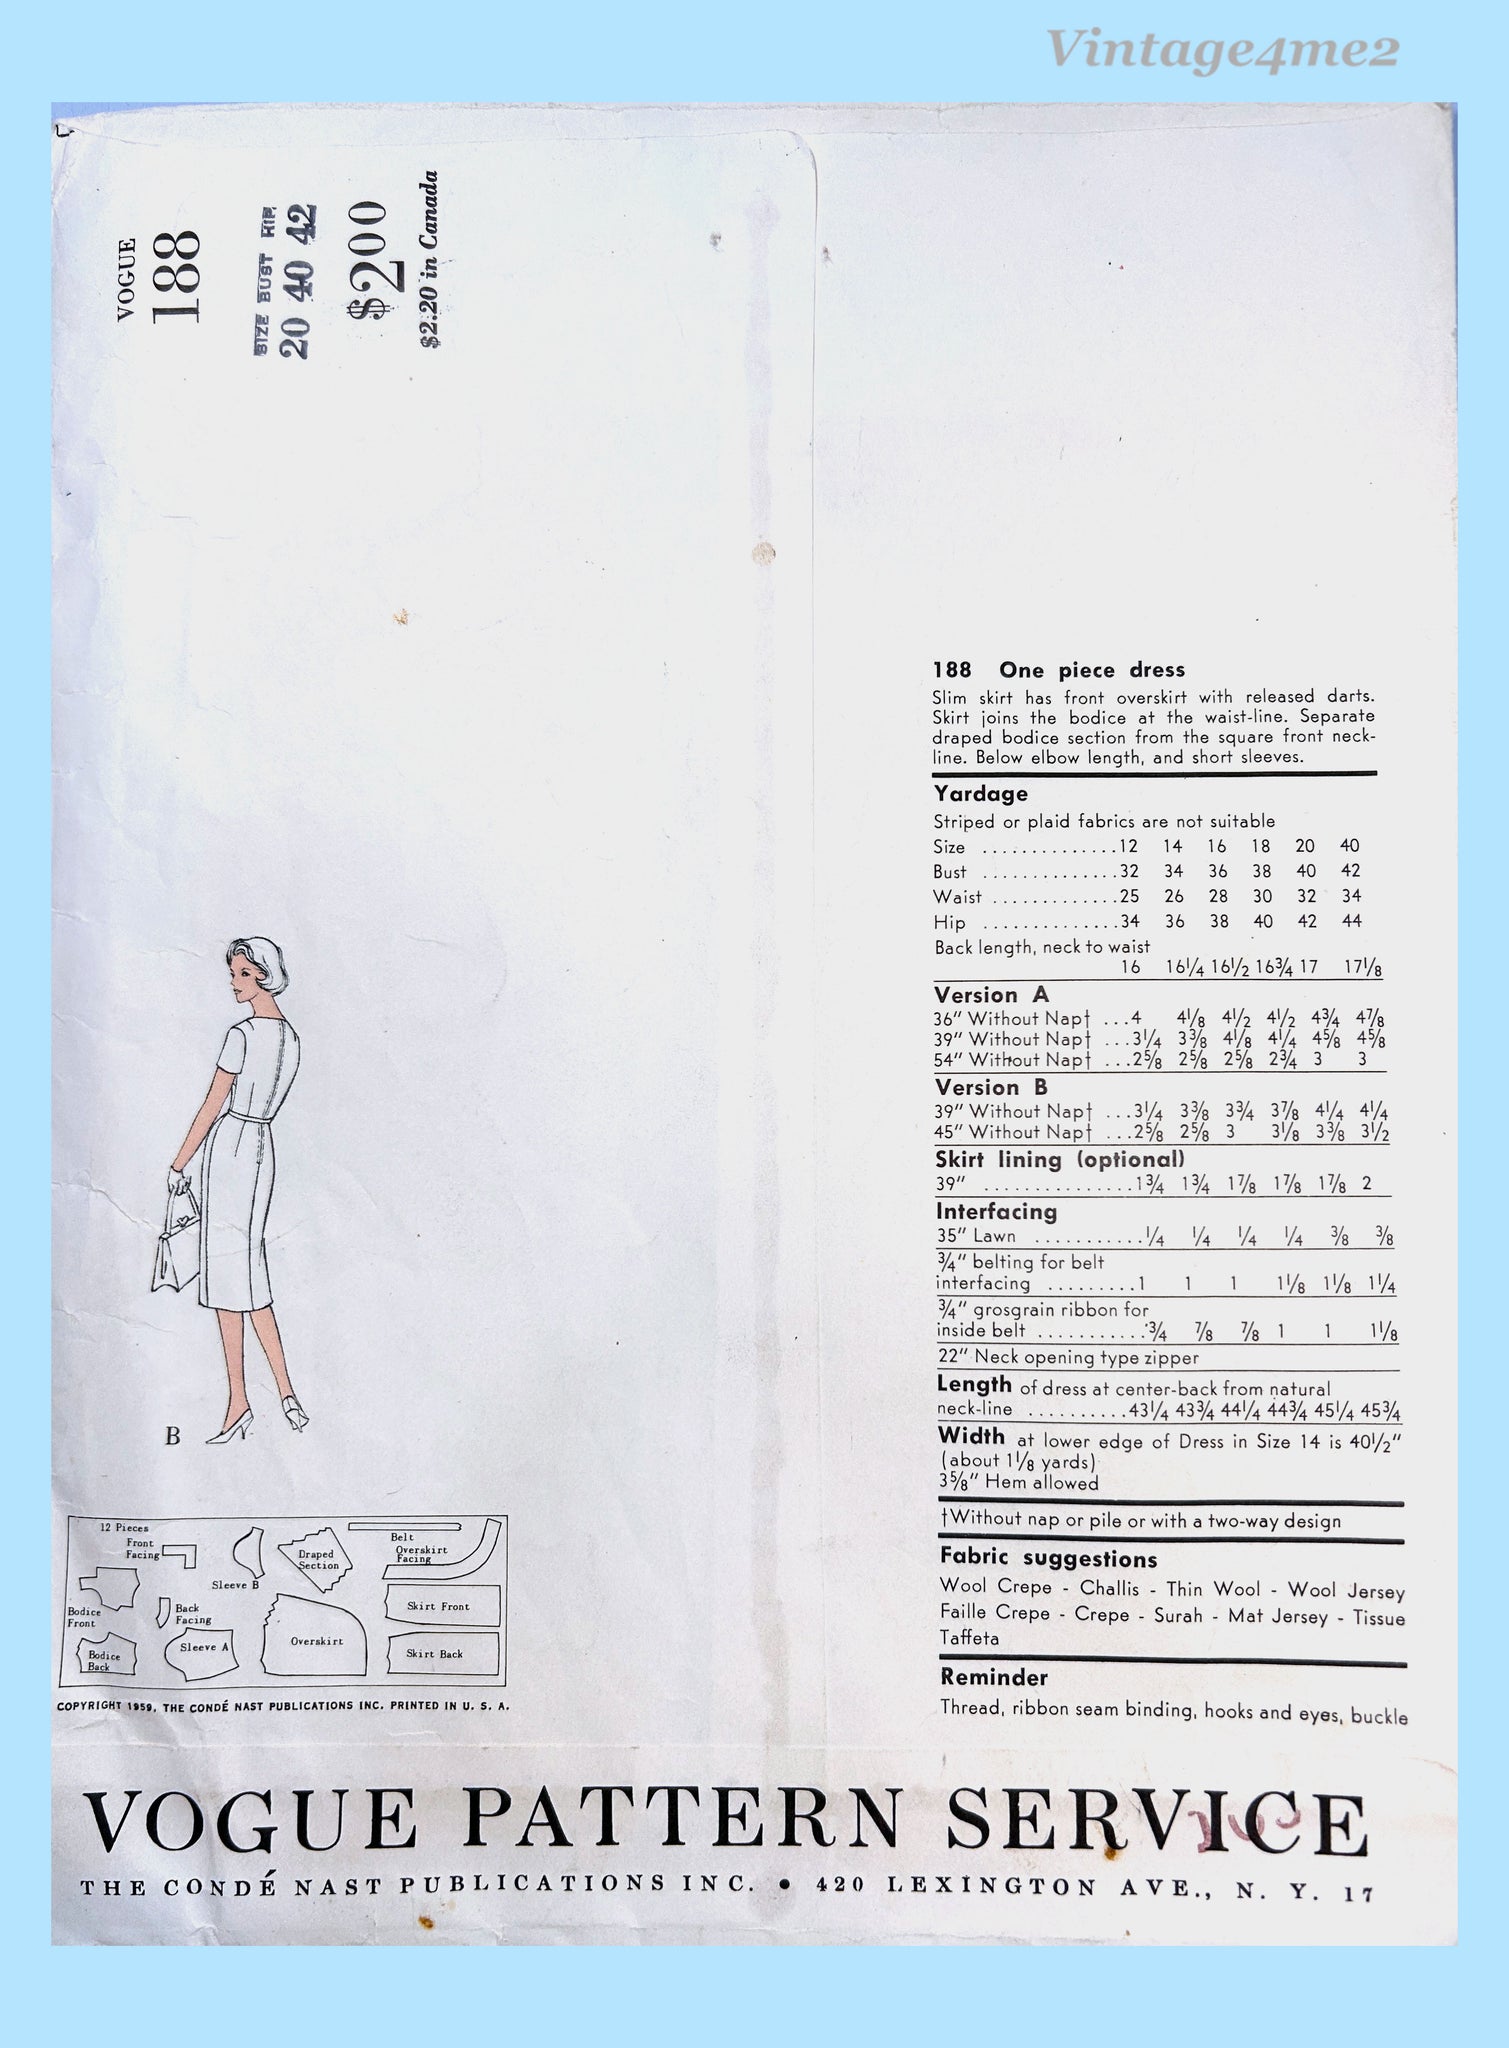 Vintage4me2
VOGUE
188
SIZE BUST HIP
20 40 42
$2.00
$2.20 in Canada
188 One piece dress
Slim skirt has front overskirt with released darts.
Skirt joins the bodice at the waist-line. Separate
draped bodice section from the square front neck-
line. Below elbow length, and short sleeves.
Yardage
Striped or plaid fabrics are not suitable
Size ..............12 14 16 18 20 40
Bust ..............32 34 36 38 40 42
Waist .............25 26 28 30 32 34
Hip ..............34 36 38 40 42 44
Back length, neck to waist
16 16¼ 16½ 16¾ 17 17⅛
Version A
36" Without Nap† ...4 4⅛ 4½ 4½ 4¾ 4⅞
39" Without Nap† ...3¼ 3⅜ 4⅛ 4¼ 4⅝ 4⅝
54" Without Nap† ...2⅝ 2⅝ 2⅝ 2¾ 3 3
Version B
39" Without Nap† ...3¼ 3⅜ 3¾ 3⅞ 4¼ 4¼
45" Without Nap† ...2⅝ 2⅝ 3 3⅛ 3⅜ 3½
Skirt lining (optional)
39" ...............1¾ 1¾ 1⅞ 1⅞ 1⅞ 2
Interfacing
35" Lawn ...........¼ ¼ ¼ ¼ ⅜ ⅜
¾" belting for belt
interfacing .........1 1 1 1⅛ 1⅛ 1¼
¾" grosgrain ribbon for
inside belt ...........¾ ⅞ ⅞ 1 1 1⅛
22" Neck opening type zipper
Length of dress at center-back from natural
neck-line ..........43¼ 43¾ 44¼ 44¾ 45¼ 45¾
Width at lower edge of Dress in Size 14 is 40½"
(about 1⅛ yards)
3⅝" Hem allowed
†Without nap or pile or with a two-way design
Fabric suggestions
Wool Crepe - Challis - Thin Wool - Wool Jersey
Faille Crepe - Crepe - Surah - Mat Jersey - Tissue
Taffeta
Reminder
Thread, ribbon seam binding, hooks and eyes, buckle
B
12 Pieces
Front
Facing
Sleeve B
Draped
Section
Belt
Overskirt
Facing
Bodice
Front
Back
Facing
Skirt Front
Bodice
Back
Sleeve A
Overskirt
Skirt Back
COPYRIGHT 1959, THE CONDÉ NAST PUBLICATIONS INC. PRINTED IN U. S. A.
VOGUE PATTERN SERVICE
THE CONDÉ NAST PUBLICATIONS INC. • 420 LEXINGTON AVE., N. Y. 17